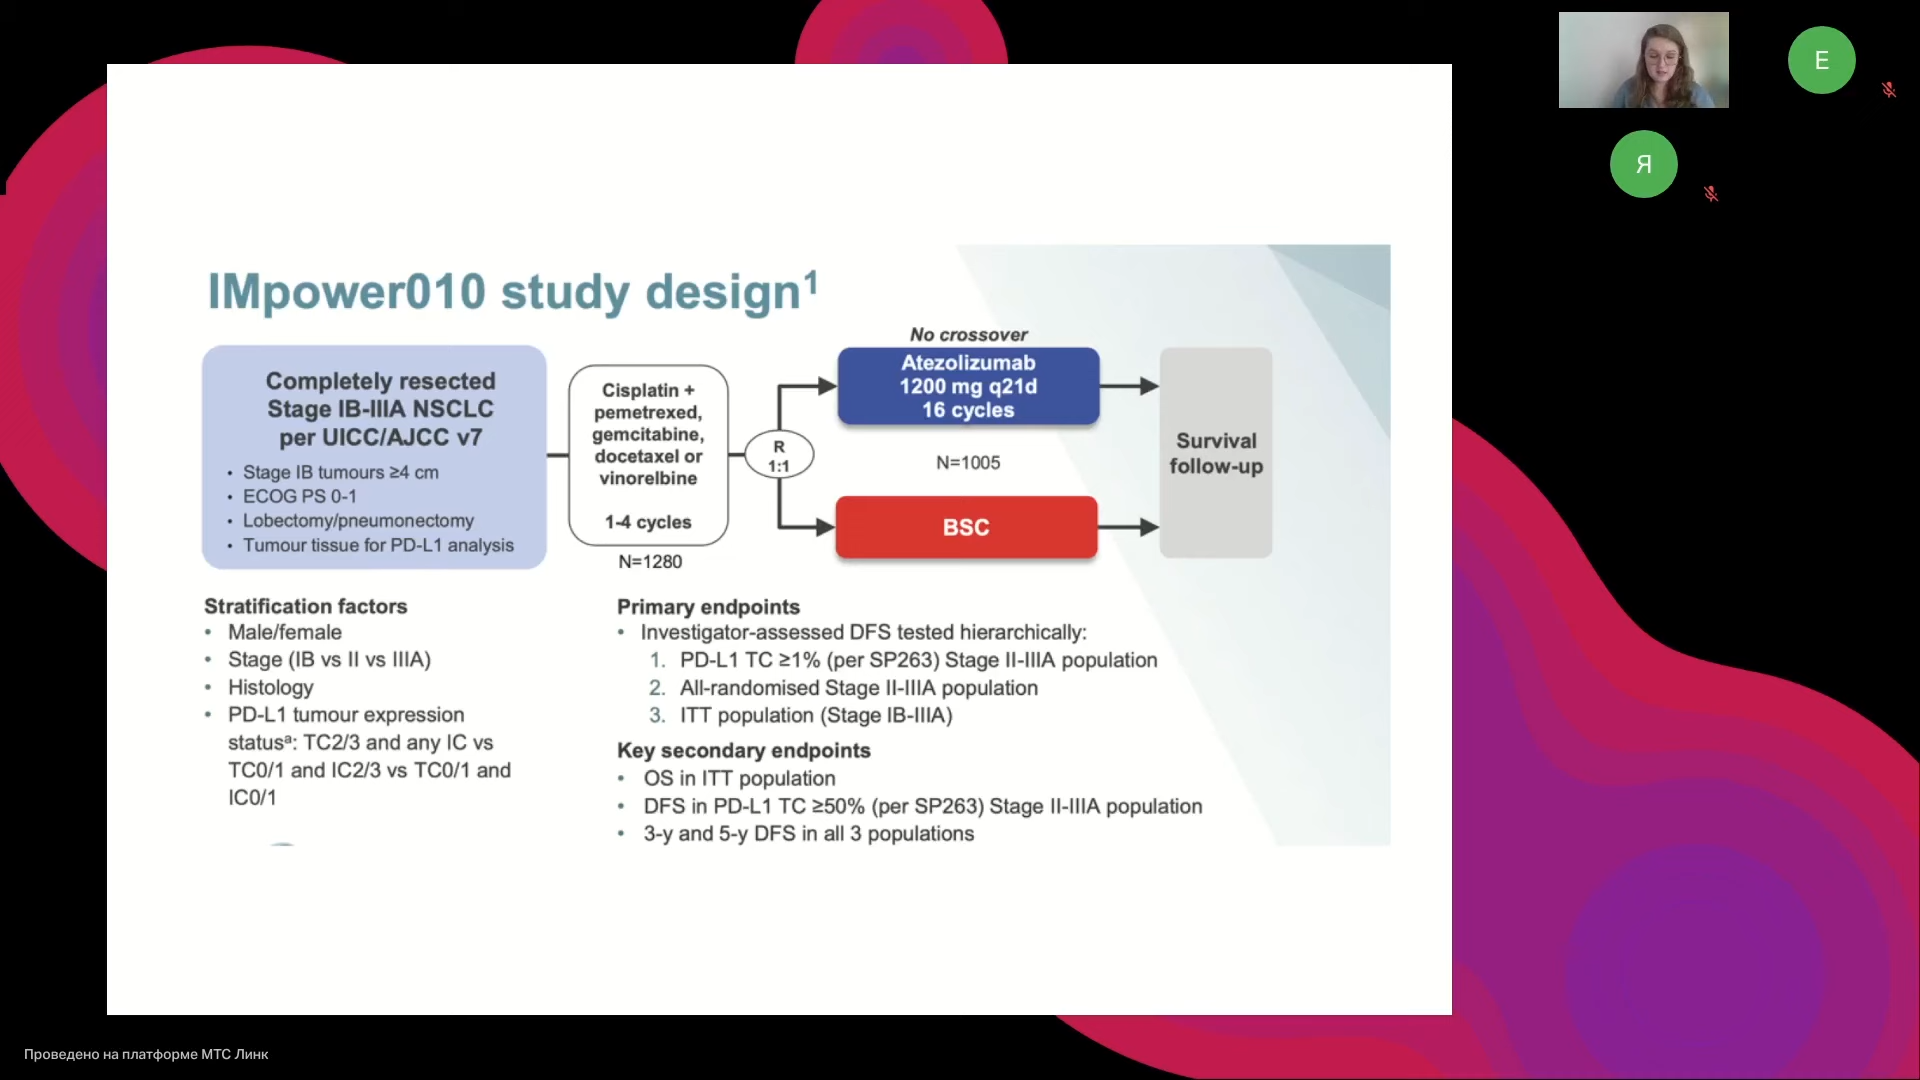 IMpower010 study design¹
No crossover
Completely resected
Stage IB-IIIA NSCLC
per UICC/AJCC v7
• Stage IB tumours ≥4 cm
• ECOG PS 0-1
• Lobectomy/pneumonectomy
• Tumour tissue for PD-L1 analysis
Cisplatin +
pemetrexed,
gemcitabine,
docetaxel or
vinorelbine
1-4 cycles
N=1280
R
1:1
Atezolizumab
1200 mg q21d
16 cycles
N=1005
BSC
Survival
follow-up
Stratification factors
• Male/female
• Stage (IB vs II vs IIIA)
• Histology
• PD-L1 tumour expression
statusᵃ: TC2/3 and any IC vs
TC0/1 and IC2/3 vs TC0/1 and
IC0/1
Primary endpoints
• Investigator-assessed DFS tested hierarchically:
1. PD-L1 TC ≥1% (per SP263) Stage II-IIIA population
2. All-randomised Stage II-IIIA population
3. ITT population (Stage IB-IIIA)
Key secondary endpoints
• OS in ITT population
• DFS in PD-L1 TC ≥50% (per SP263) Stage II-IIIA population
• 3-y and 5-y DFS in all 3 populations
E
Я
Проведено на платформе МТС Линк